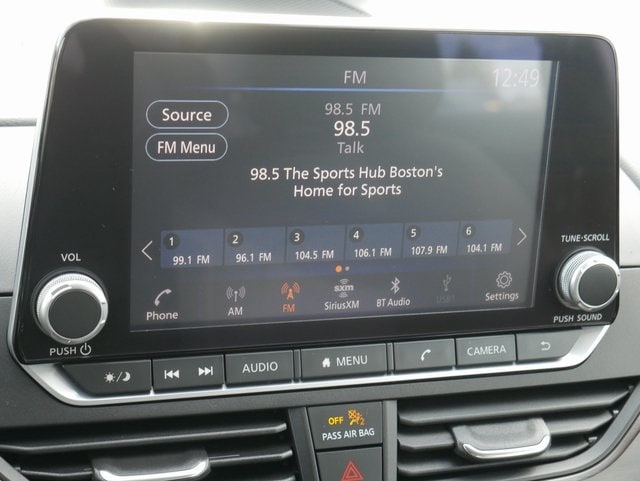 FM
12:49
Source
98.5 FM
98.5
FM Menu
Talk
98.5 The Sports Hub Boston's
Home for Sports
1 99.1 FM
2 96.1 FM
3 104.5 FM
4 106.1 FM
5 107.9 FM
6 104.1 FM
Phone
AM
FM
sxm
SiriusXM
BT Audio
USB1
Settings
VOL
PUSH
TUNE·SCROLL
PUSH SOUND
AUDIO
MENU
CAMERA
OFF 2
PASS AIR BAG